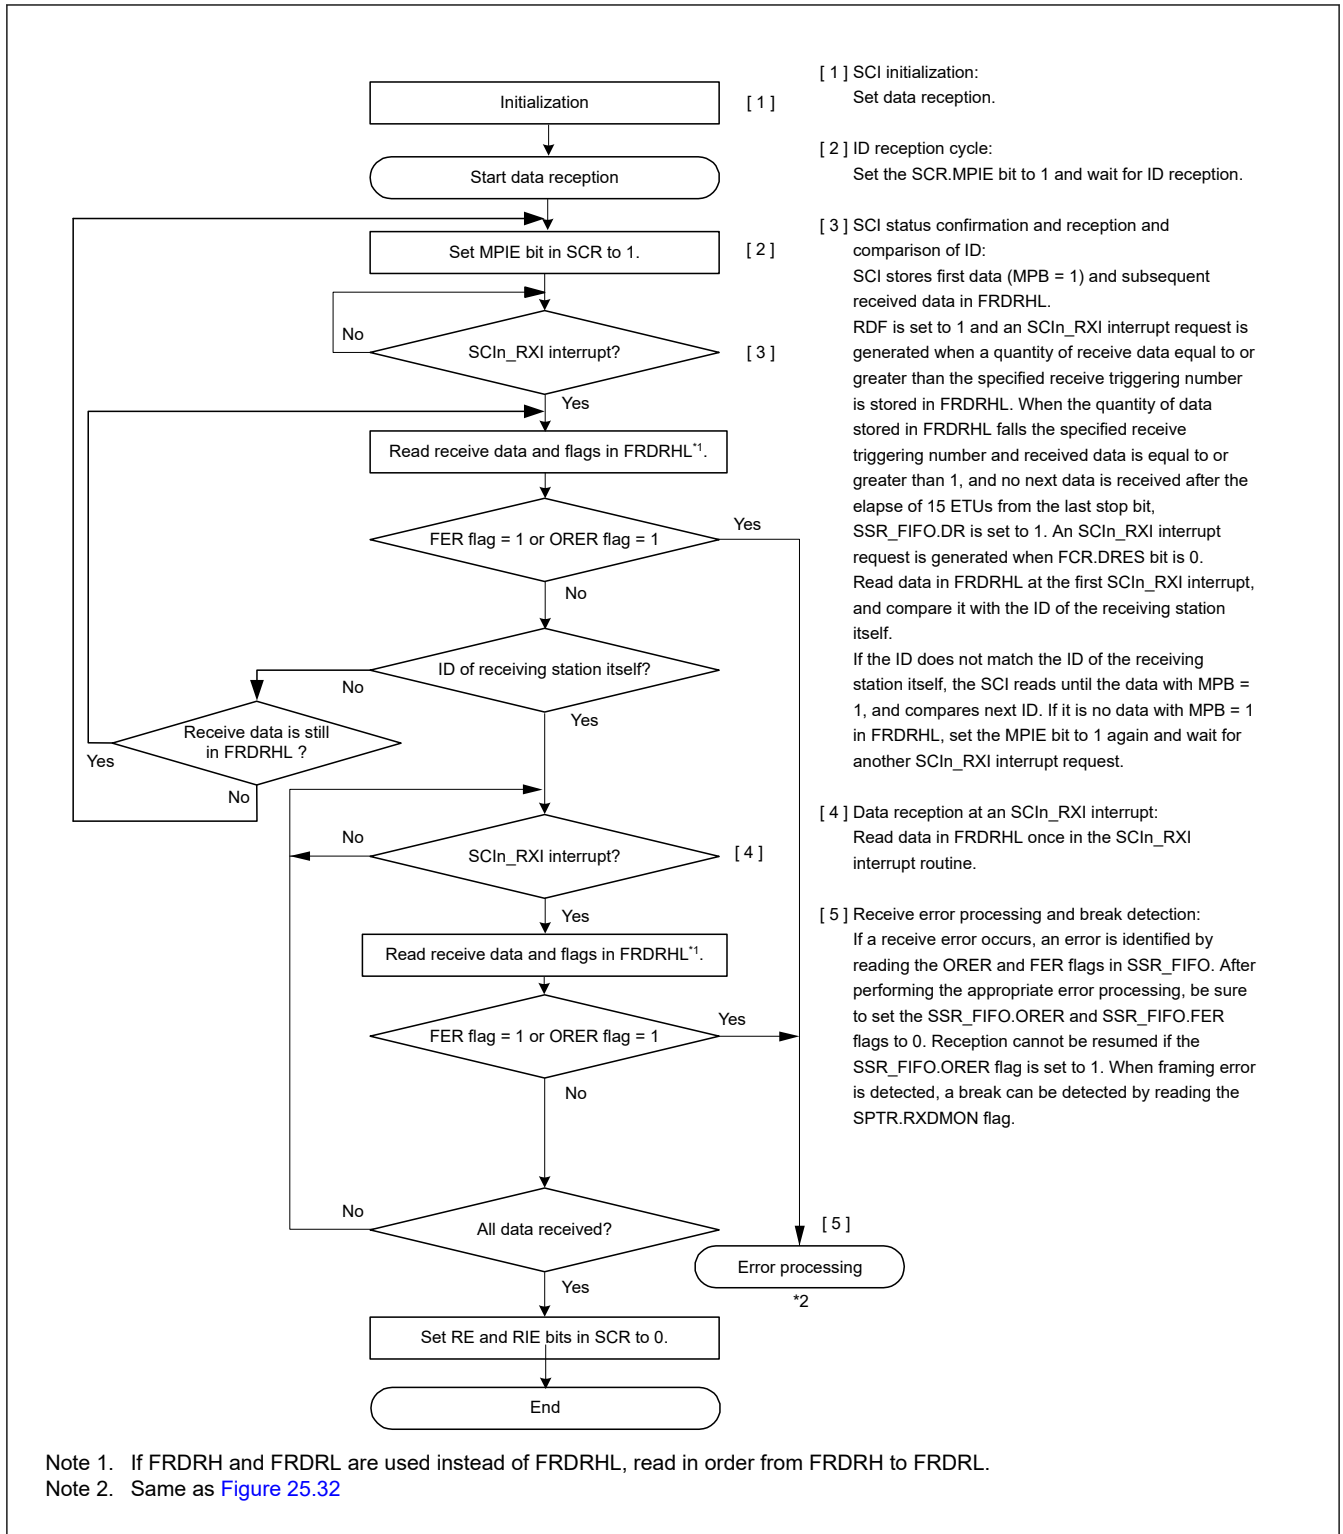 Initialization
[ 1 ]
Start data reception
Set MPIE bit in SCR to 1.
[ 2 ]
No
SCIn_RXI interrupt?
[ 3 ]
Yes
Read receive data and flags in FRDRHL*1.
FER flag = 1 or ORER flag = 1
Yes
No
ID of receiving station itself?
No
Yes
Receive data is still
in FRDRHL ?
Yes
No
No
SCIn_RXI interrupt?
[ 4 ]
Yes
Read receive data and flags in FRDRHL*1.
FER flag = 1 or ORER flag = 1
Yes
No
No
All data received?
Yes
[ 5 ]
Error processing
*2
Set RE and RIE bits in SCR to 0.
End
[ 1 ] SCI initialization:
Set data reception.
[ 2 ] ID reception cycle:
Set the SCR.MPIE bit to 1 and wait for ID reception.
[ 3 ] SCI status confirmation and reception and
comparison of ID:
SCI stores first data (MPB = 1) and subsequent
received data in FRDRHL.
RDF is set to 1 and an SCIn_RXI interrupt request is
generated when a quantity of receive data equal to or
greater than the specified receive triggering number
is stored in FRDRHL. When the quantity of data
stored in FRDRHL falls the specified receive
triggering number and received data is equal to or
greater than 1, and no next data is received after the
elapse of 15 ETUs from the last stop bit,
SSR_FIFO.DR is set to 1. An SCIn_RXI interrupt
request is generated when FCR.DRES bit is 0.
Read data in FRDRHL at the first SCIn_RXI interrupt,
and compare it with the ID of the receiving station
itself.
If the ID does not match the ID of the receiving
station itself, the SCI reads until the data with MPB =
1, and compares next ID. If it is no data with MPB = 1
in FRDRHL, set the MPIE bit to 1 again and wait for
another SCIn_RXI interrupt request.
[ 4 ] Data reception at an SCIn_RXI interrupt:
Read data in FRDRHL once in the SCIn_RXI
interrupt routine.
[ 5 ] Receive error processing and break detection:
If a receive error occurs, an error is identified by
reading the ORER and FER flags in SSR_FIFO. After
performing the appropriate error processing, be sure
to set the SSR_FIFO.ORER and SSR_FIFO.FER
flags to 0. Reception cannot be resumed if the
SSR_FIFO.ORER flag is set to 1. When framing error
is detected, a break can be detected by reading the
SPTR.RXDMON flag.
Note 1. If FRDRH and FRDRL are used instead of FRDRHL, read in order from FRDRH to FRDRL.
Note 2. Same as Figure 25.32